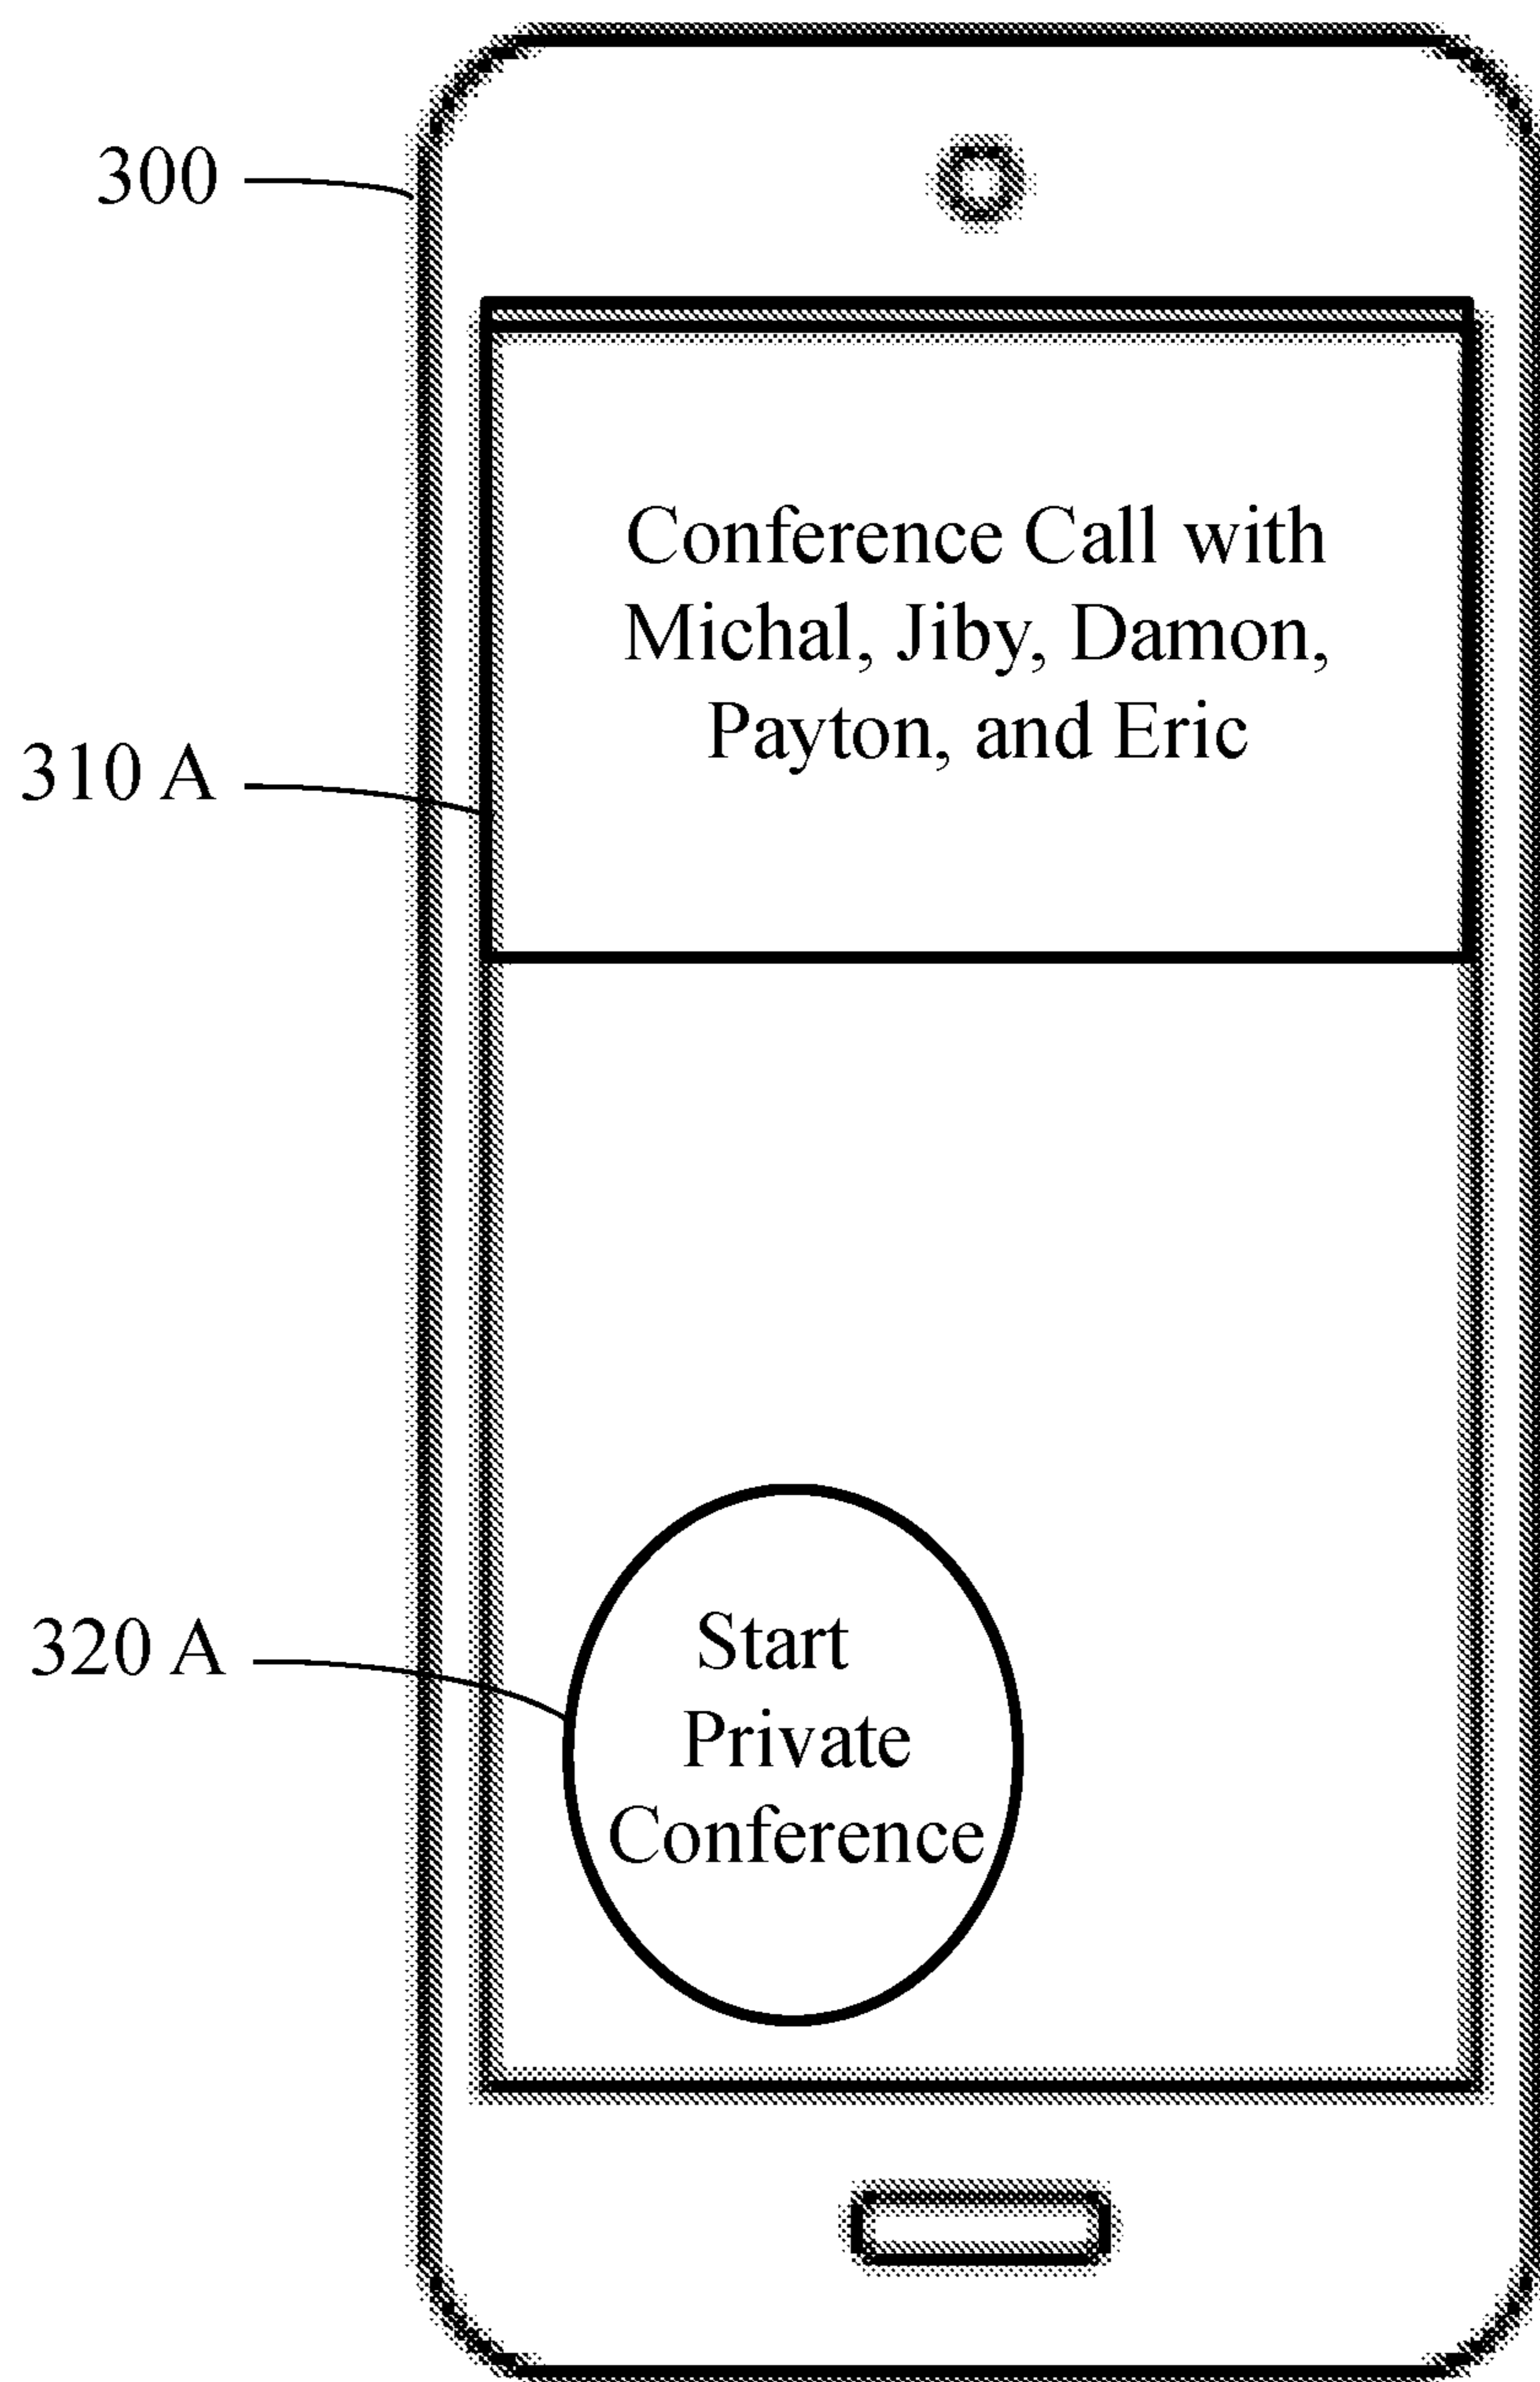 300
Conference Call with
Michal, Jiby, Damon,
Payton, and Eric
310 A
320 A
Start
Private
Conference